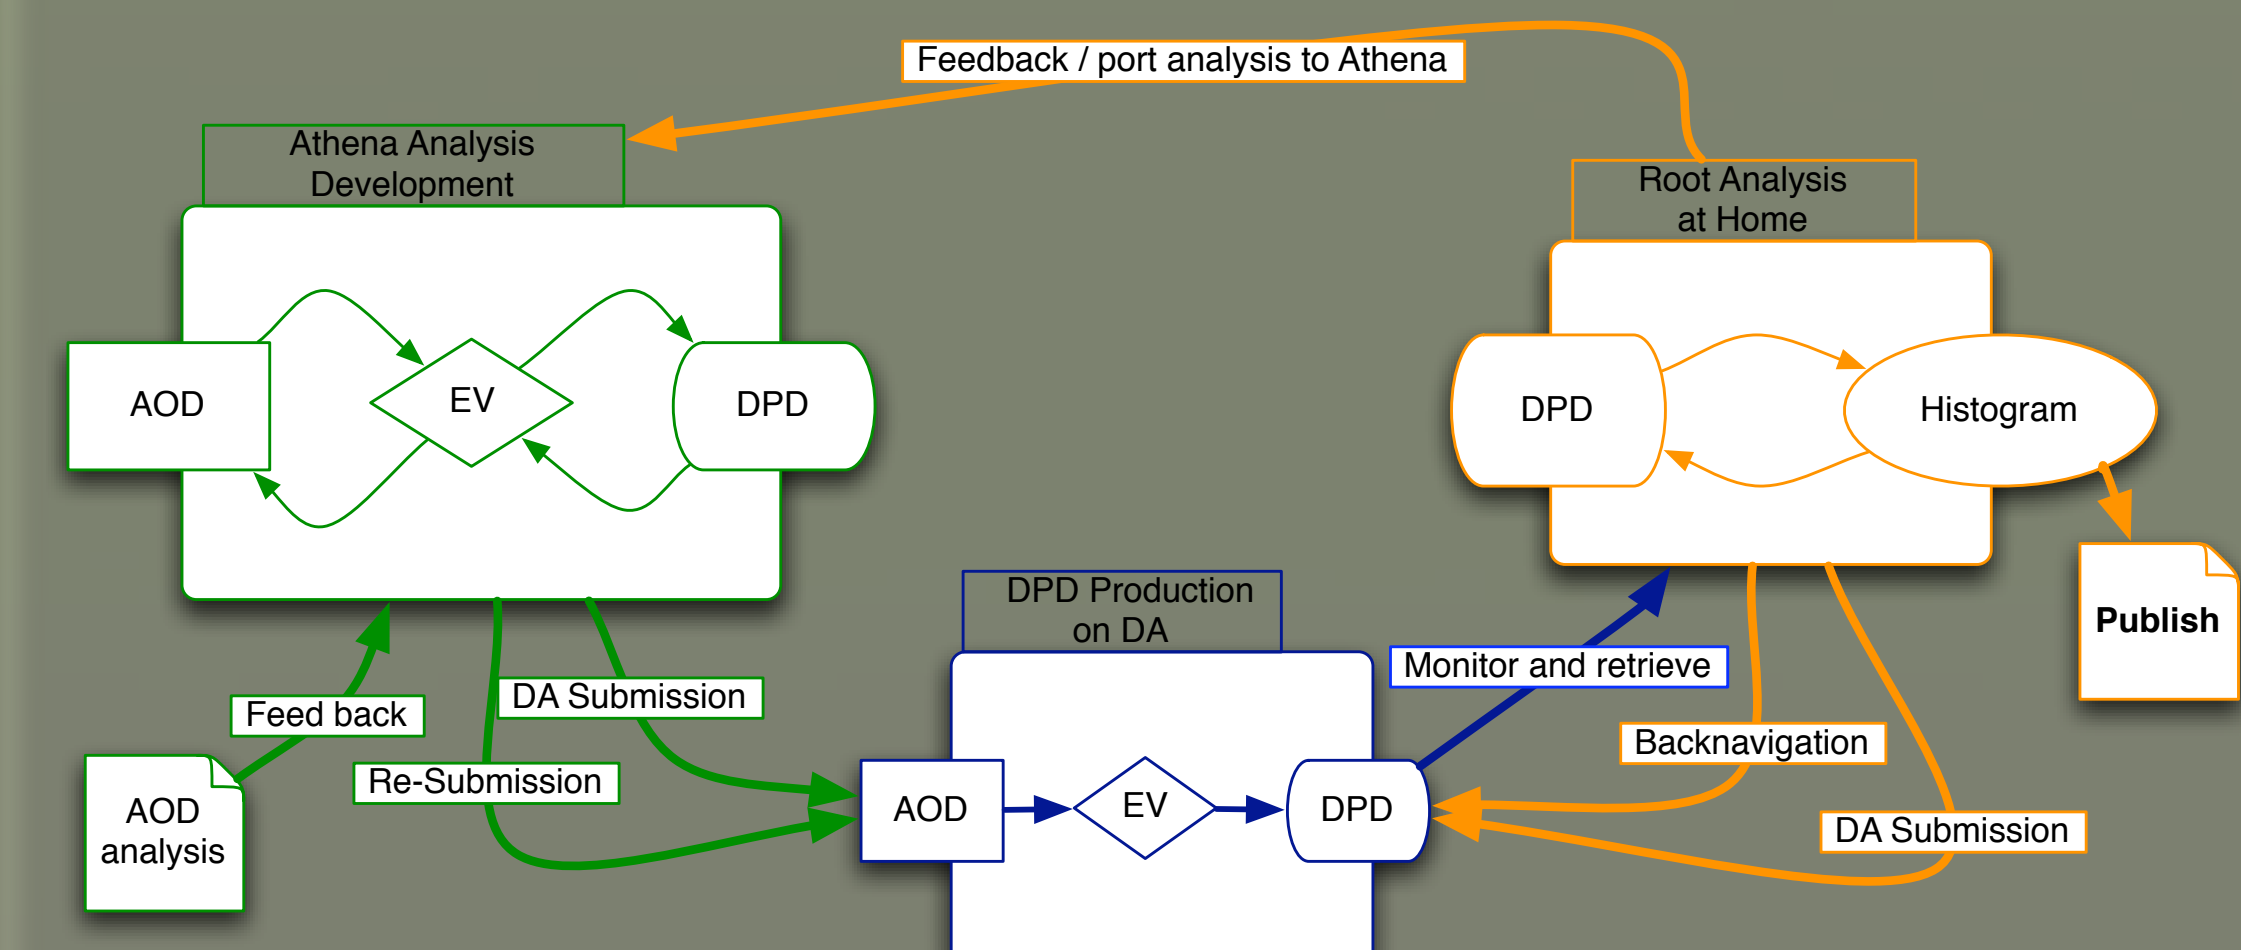 Feedback / port analysis to Athena
Athena Analysis
Development
Root Analysis
at Home
AOD
EV
DPD
DPD
Histogram
DPD Production
on DA
Publish
Monitor and retrieve
DA Submission
Feed back
Backnavigation
Re-Submission
AOD
analysis
AOD
EV
DPD
DA Submission